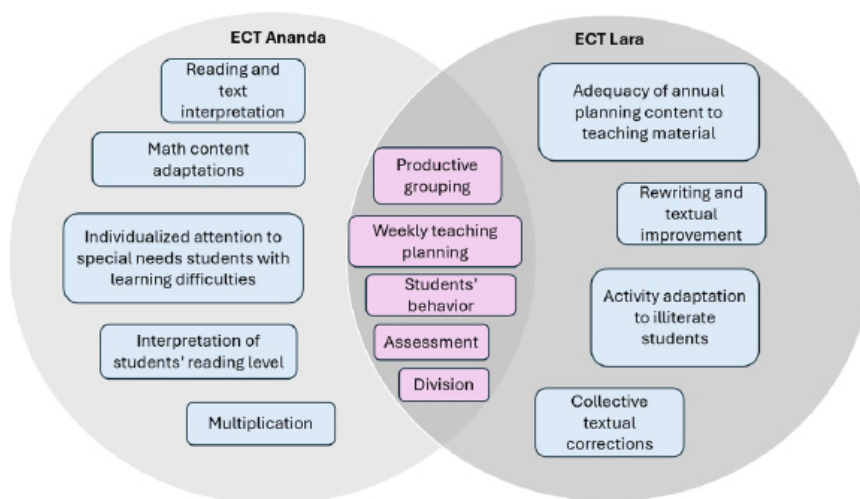 ECT Ananda
Reading and
text
interpretation
Math content
adaptations
Individualized attention to
special needs students with
learning difficulties
Interpretation of
students' reading level
Multiplication
Productive
grouping
Weekly teaching
planning
Students'
behavior
Assessment
Division
ECT Lara
Adequacy of annual
planning content to
teaching material
Rewriting and
textual
improvement
Activity adaptation
to illiterate
students
Collective
textual
corrections